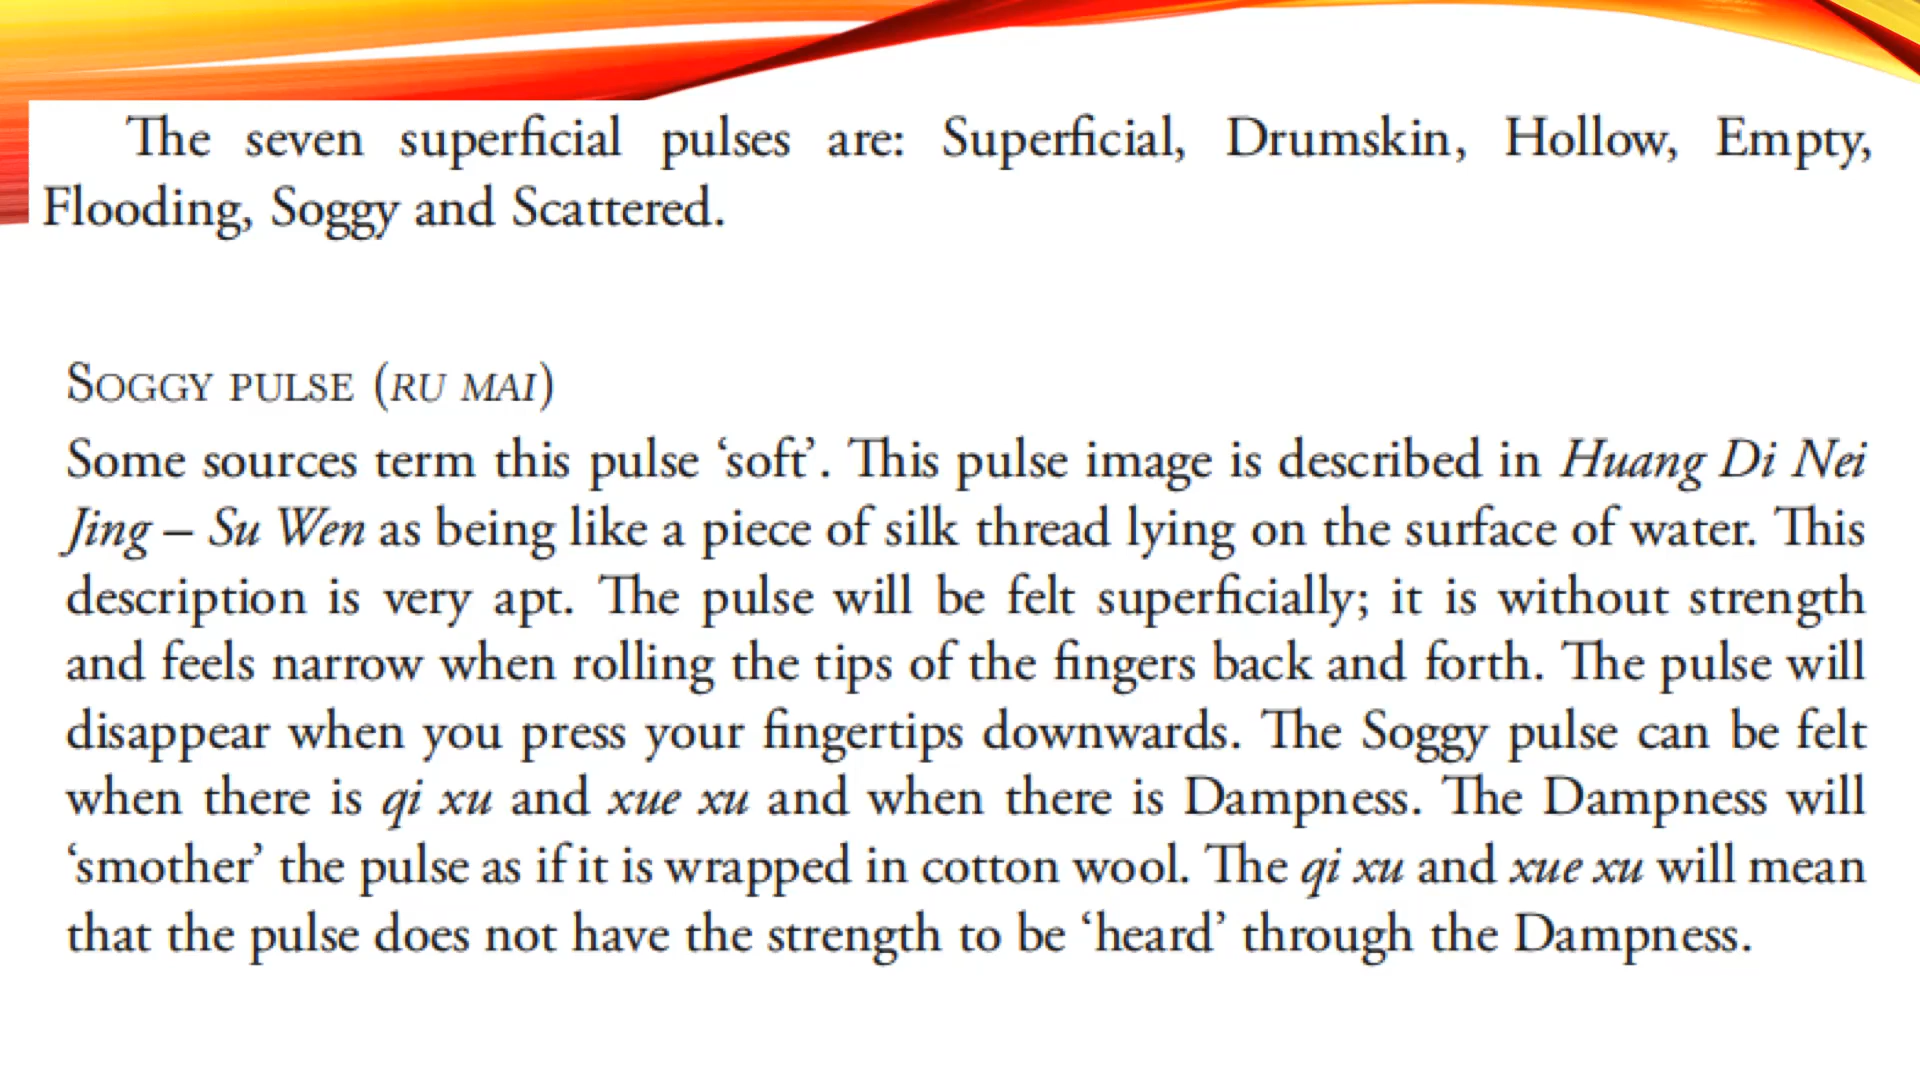 The seven superficial pulses are: Superficial, Drumskin, Hollow, Empty,
Flooding, Soggy and Scattered.
SOGGY PULSE (RU MAI)
Some sources term this pulse ‘soft’. This pulse image is described in Huang Di Nei
Jing – Su Wen as being like a piece of silk thread lying on the surface of water. This
description is very apt. The pulse will be felt superficially; it is without strength
and feels narrow when rolling the tips of the fingers back and forth. The pulse will
disappear when you press your fingertips downwards. The Soggy pulse can be felt
when there is qi xu and xue xu and when there is Dampness. The Dampness will
‘smother’ the pulse as if it is wrapped in cotton wool. The qi xu and xue xu will mean
that the pulse does not have the strength to be ‘heard’ through the Dampness.